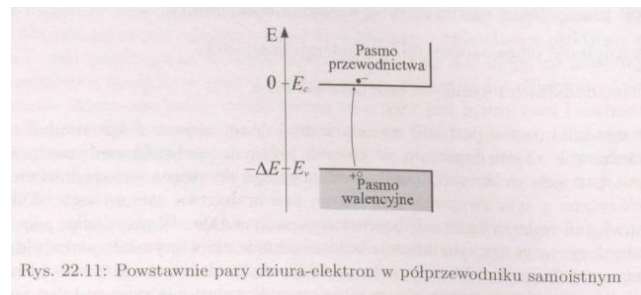 E
Pasmo
przewodnictwa
0 E_c
−
−ΔE E_v
+
Pasmo
walencyjne
Rys. 22.11: Powstawnie pary dziura-elektron w półprzewodniku samoistnym